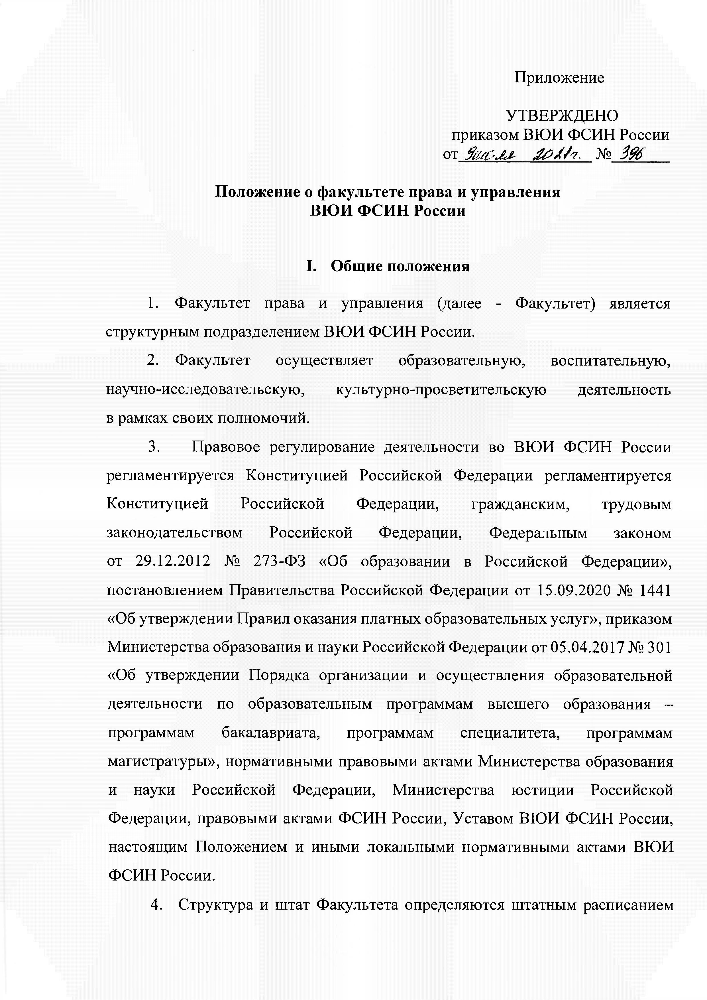 Приложение
УТВЕРЖДЕНО
приказом ВЮИ ФСИН России
от 9 июля 2021г. № 396
Положение о факультете права и управления
ВЮИ ФСИН России
I. Общие положения
1. Факультет права и управления (далее - Факультет) является
структурным подразделением ВЮИ ФСИН России.
2. Факультет осуществляет образовательную, воспитательную,
научно-исследовательскую, культурно-просветительскую деятельность
в рамках своих полномочий.
3. Правовое регулирование деятельности во ВЮИ ФСИН России
регламентируется Конституцией Российской Федерации регламентируется
Конституцией Российской Федерации, гражданским, трудовым
законодательством Российской Федерации, Федеральным законом
от 29.12.2012 № 273-ФЗ «Об образовании в Российской Федерации»,
постановлением Правительства Российской Федерации от 15.09.2020 № 1441
«Об утверждении Правил оказания платных образовательных услуг», приказом
Министерства образования и науки Российской Федерации от 05.04.2017 № 301
«Об утверждении Порядка организации и осуществления образовательной
деятельности по образовательным программам высшего образования –
программам бакалавриата, программам специалитета, программам
магистратуры», нормативными правовыми актами Министерства образования
и науки Российской Федерации, Министерства юстиции Российской
Федерации, правовыми актами ФСИН России, Уставом ВЮИ ФСИН России,
настоящим Положением и иными локальными нормативными актами ВЮИ
ФСИН России.
4. Структура и штат Факультета определяются штатным расписанием